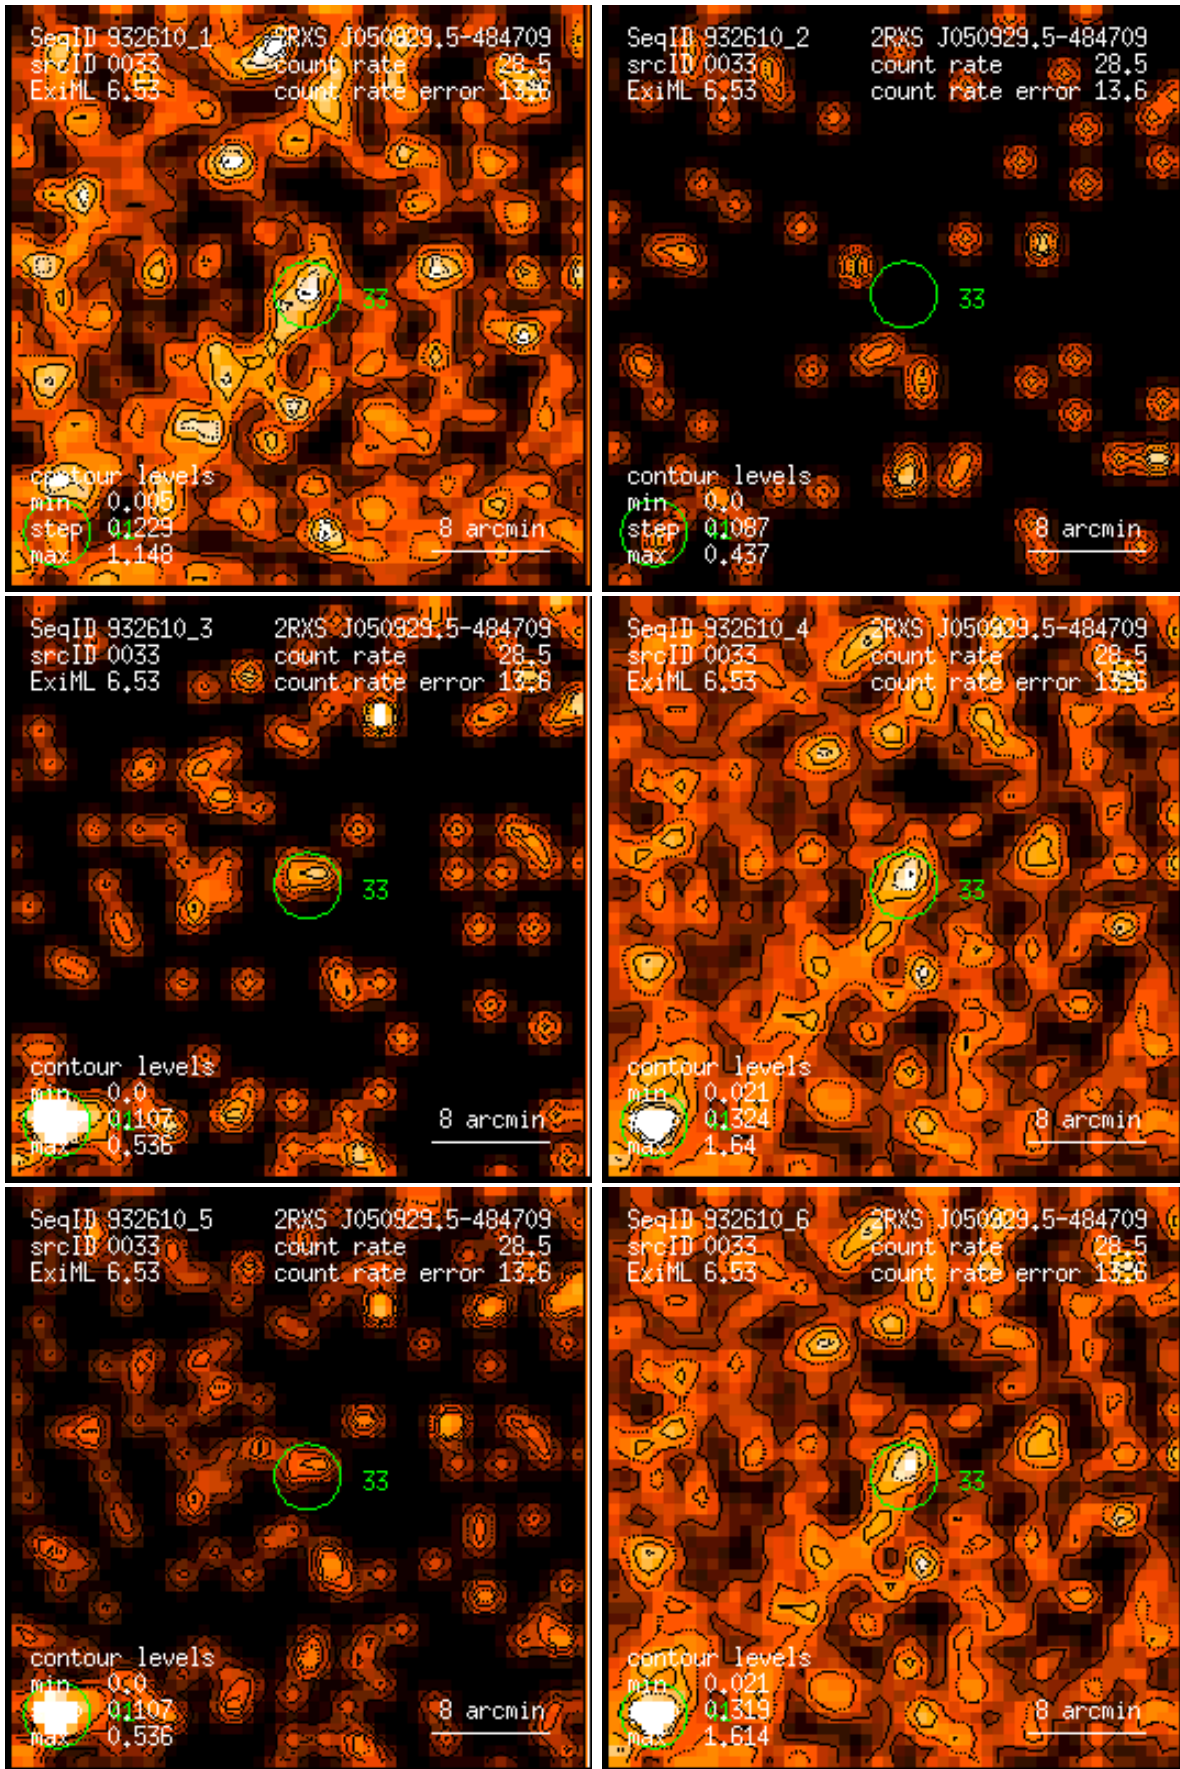 SeqID 932610_1 2RXS J050929.5-484709
srcID 0033 count rate 28.5
ExiML 6.53 count rate error 13.6
33
contour levels
min 0.005
step 0.229 8 arcmin
max 1.148
SeqID 932610_2 2RXS J050929.5-484709
srcID 0033 count rate 28.5
ExiML 6.53 count rate error 13.6
33
contour levels
min 0.0
step 0.087 8 arcmin
max 0.437
SeqID 932610_3 2RXS J050929.5-484709
srcID 0033 count rate 28.5
ExiML 6.53 count rate error 13.6
33
contour levels
min 0.0
0.107 8 arcmin
max 0.536
SeqID 932610_4 2RXS J050929.5-484709
srcID 0033 count rate 28.5
ExiML 6.53 count rate error 13.6
33
contour levels
min 0.021
0.324 8 arcmin
max 1.64
SeqID 932610_5 2RXS J050929.5-484709
srcID 0033 count rate 28.5
ExiML 6.53 count rate error 13.6
33
contour levels
min 0.0
0.107 8 arcmin
max 0.536
SeqID 932610_6 2RXS J050929.5-484709
srcID 0033 count rate 28.5
ExiML 6.53 count rate error 13.6
33
contour levels
min 0.021
0.319 8 arcmin
max 1.614